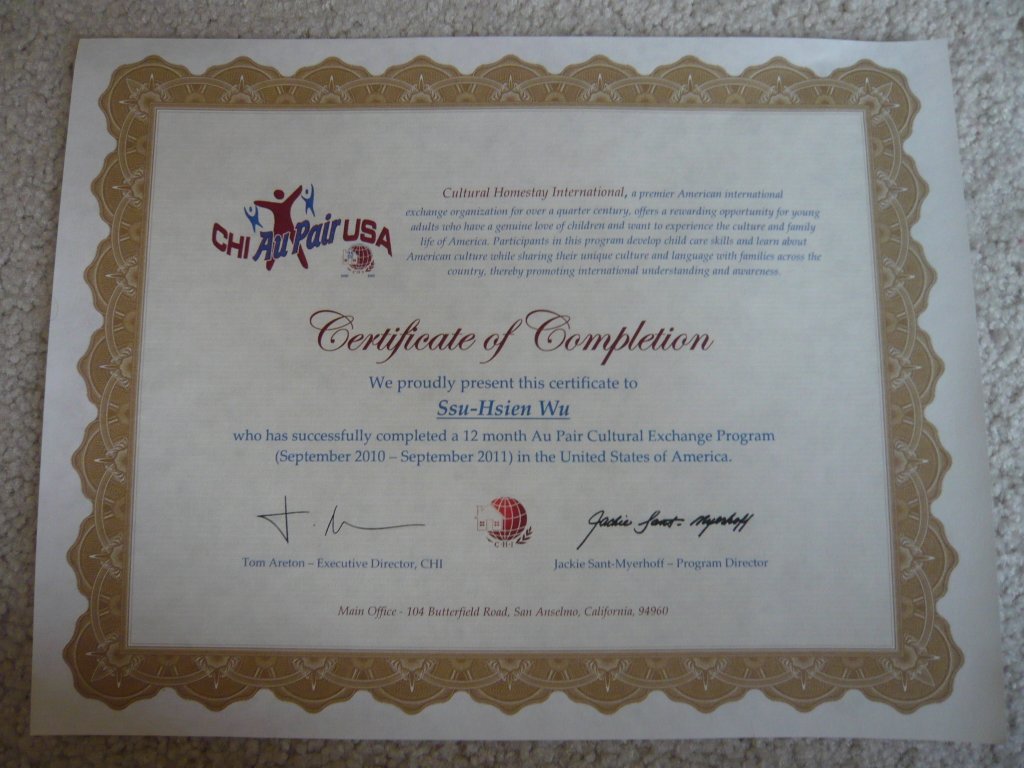 CHI Au Pair USA
Cultural Homestay International, a premier American international
exchange organization for over a quarter century, offers a rewarding opportunity for young
adults who have a genuine love of children and want to experience the culture and family
life of America. Participants in this program develop child care skills and learn about
American culture while sharing their unique culture and language with families across the
country, thereby promoting international understanding and awareness.
Certificate of Completion
We proudly present this certificate to
Ssu-Hsien Wu
who has successfully completed a 12 month Au Pair Cultural Exchange Program
(September 2010 – September 2011) in the United States of America.
C·H·I
Jackie Sant-Myerhoff
Tom Areton – Executive Director, CHI
Jackie Sant-Myerhoff – Program Director
Main Office - 104 Butterfield Road, San Anselmo, California, 94960